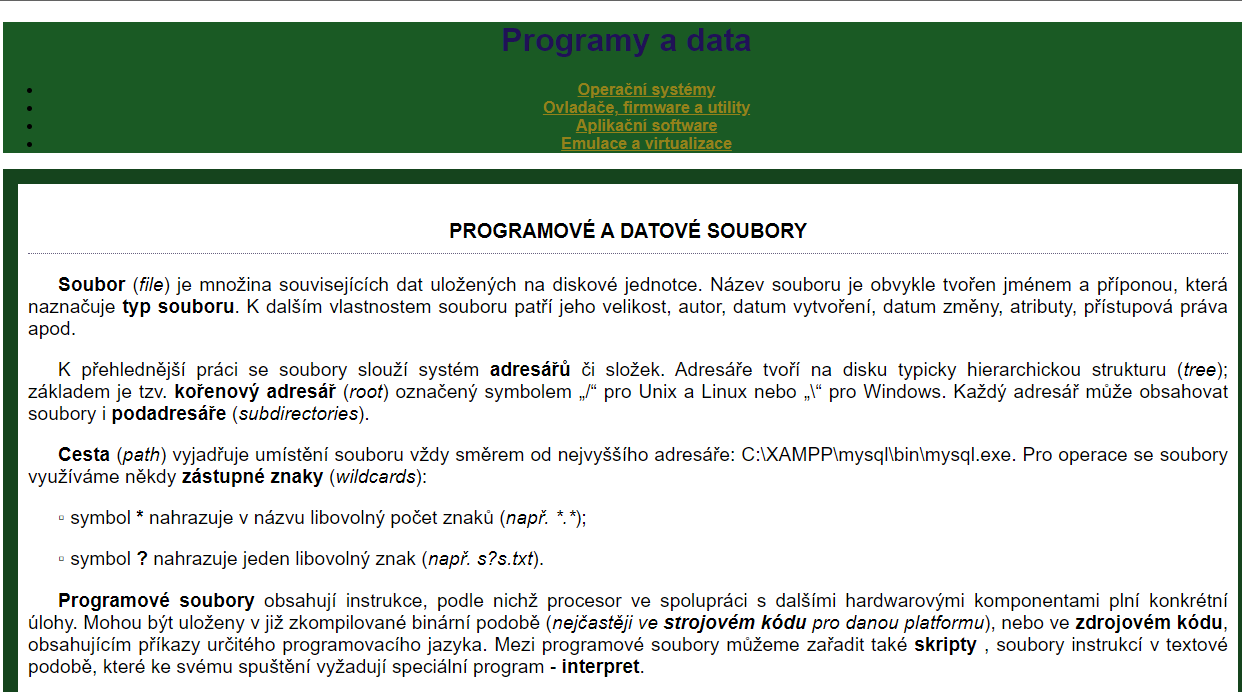 Programy a data
Operační systémy
Ovladače, firmware a utility
Aplikační software
Emulace a virtualizace
PROGRAMOVÉ A DATOVÉ SOUBORY
Soubor (file) je množina souvisejících dat uložených na diskové jednotce. Název souboru je obvykle tvořen jménem a příponou, která
naznačuje typ souboru. K dalším vlastnostem souboru patří jeho velikost, autor, datum vytvoření, datum změny, atributy, přístupová práva
apod.
K přehlednější práci se soubory slouží systém adresářů či složek. Adresáře tvoří na disku typicky hierarchickou strukturu (tree);
základem je tzv. kořenový adresář (root) označený symbolem „/“ pro Unix a Linux nebo „\“ pro Windows. Každý adresář může obsahovat
soubory i podadresáře (subdirectories).
Cesta (path) vyjadřuje umístění souboru vždy směrem od nejvyššího adresáře: C:\XAMPP\mysql\bin\mysql.exe. Pro operace se soubory
využíváme někdy zástupné znaky (wildcards):
▫ symbol * nahrazuje v názvu libovolný počet znaků (např. *.*);
▫ symbol ? nahrazuje jeden libovolný znak (např. s?s.txt).
Programové soubory obsahují instrukce, podle nichž procesor ve spolupráci s dalšími hardwarovými komponentami plní konkrétní
úlohy. Mohou být uloženy v již zkompilované binární podobě (nejčastěji ve strojovém kódu pro danou platformu), nebo ve zdrojovém kódu,
obsahujícím příkazy určitého programovacího jazyka. Mezi programové soubory můžeme zařadit také skripty , soubory instrukcí v textové
podobě, které ke svému spuštění vyžadují speciální program - interpret.